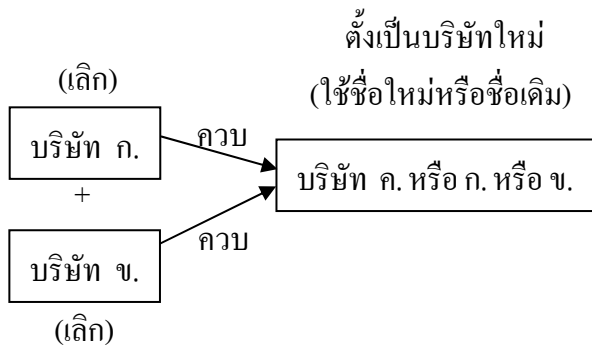 ตั้งเป็นบริษัทใหม่
(ใช้ชื่อใหม่หรือชื่อเดิม)
(เลิก)
บริษัท ก.
ควบ
+
บริษัท ค. หรือ ก. หรือ ข.
ควบ
บริษัท ข.
(เลิก)